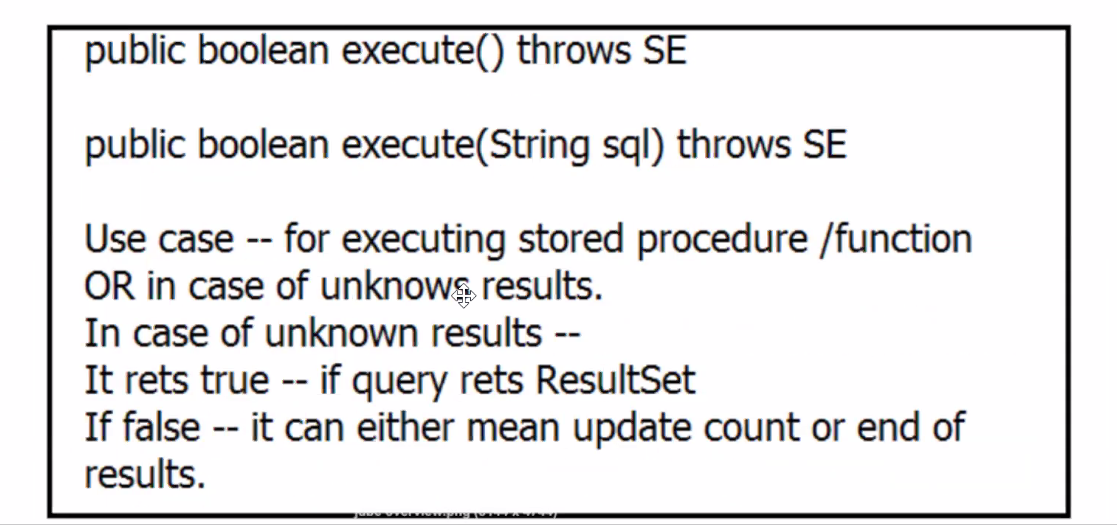 public boolean execute() throws SE
public boolean execute(String sql) throws SE
Use case -- for executing stored procedure /function
OR in case of unknows results.
In case of unknown results --
It rets true -- if query rets ResultSet
If false -- it can either mean update count or end of
results.